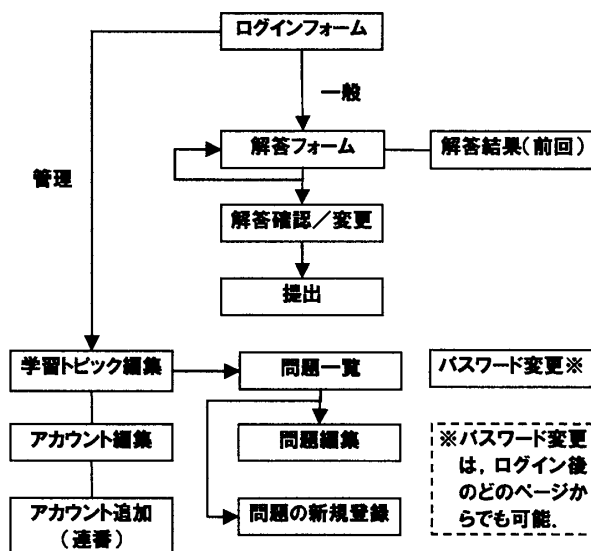 ログインフォーム
一般
解答フォーム
解答結果(前回)
管理
解答確認/変更
提出
学習トピック編集
問題一覧
パスワード変更※
アカウント編集
問題編集
※パスワード変更
は,ログイン後
のどのページか
らでも可能.
アカウント追加
(連番)
問題の新規登録